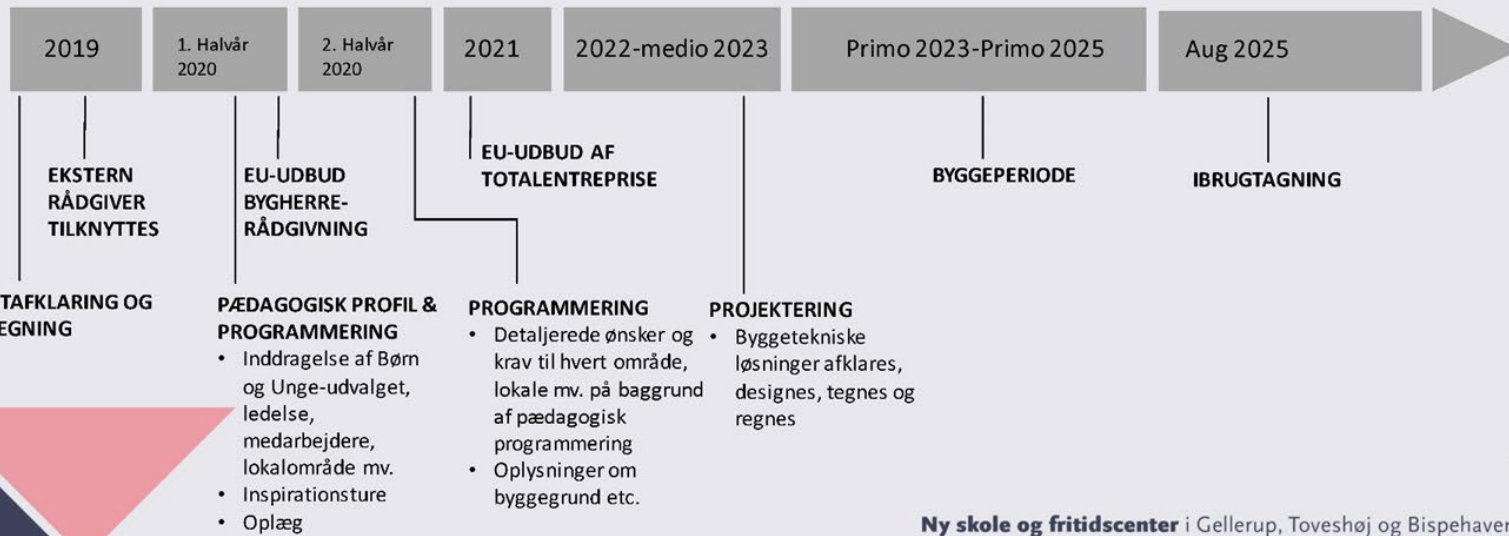 2019
1. Halvår
2020
2. Halvår
2020
2021
2022-medio 2023
Primo 2023-Primo 2025
Aug 2025
EKSTERN
RÅDGIVER
TILKNYTTES
EU-UDBUD
BYGHERRE-
RÅDGIVNING
EU-UDBUD AF
TOTALENTREPRISE
BYGGEPERIODE
IBRUGTAGNING
TAFKLARING OG
EGNING
PÆDAGOGISK PROFIL &
PROGRAMMERING
• Inddragelse af Børn
og Unge-udvalget,
ledelse,
medarbejdere,
lokalområde mv.
• Inspirationsture
• Oplæg
PROGRAMMERING
• Detaljerede ønsker og
krav til hvert område,
lokale mv. på baggrund
af pædagogisk
programmering
• Oplysninger om
byggegrund etc.
PROJEKTERING
• Byggetekniske
løsninger afklares,
designes, tegnes og
regnes
Ny skole og fritidscenter i Gellerup, Toveshøj og Bispehaven